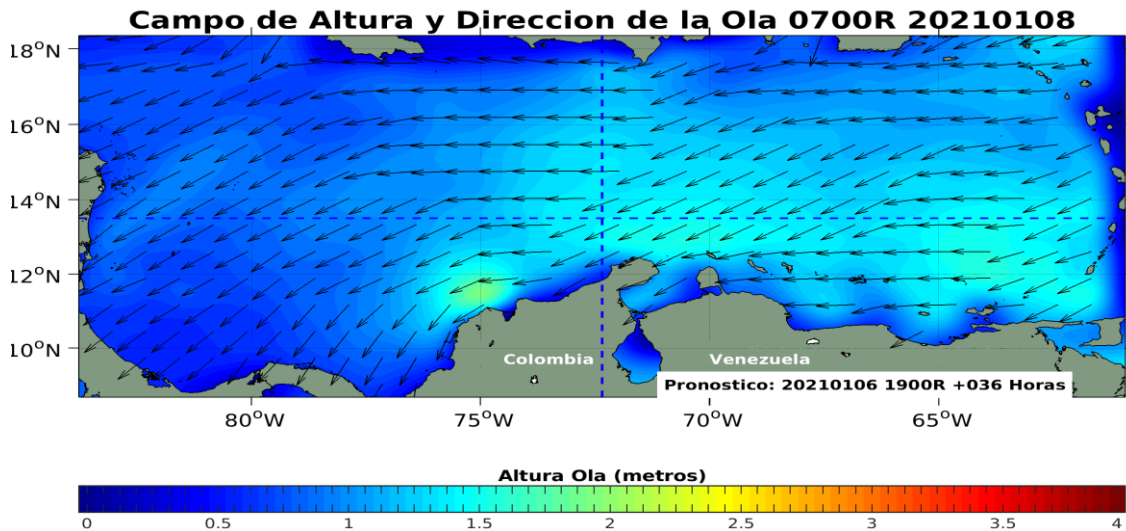 Campo de Altura y Direccion de la Ola 0700R 20210108
18°N
16°N
14°N
12°N
10°N
Colombia
Venezuela
Pronostico: 20210106 1900R +036 Horas
80°W
75°W
70°W
65°W
Altura Ola (metros)
0 0.5 1 1.5 2 2.5 3 3.5 4